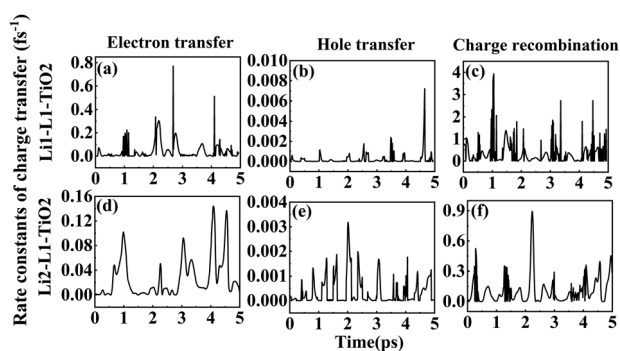 Electron transfer Hole transfer Charge recombination
Rate constants of charge transfer (fs⁻¹)
Li1-L1-TiO2
(a)
0.8
0.6
0.4
0.2
0.0
0 1 2 3 4 5
(b)
0.010
0.008
0.006
0.004
0.002
0.000
0 1 2 3 4 5
(c)
4
3
2
1
0
0 1 2 3 4 5
Li2-L1-TiO2
(d)
0.16
0.12
0.08
0.04
0.00
0 1 2 3 4 5
(e)
0.004
0.003
0.002
0.001
0.000
0 1 2 3 4 5
(f)
0.9
0.6
0.3
0.0
0 1 2 3 4 5
Time(ps)